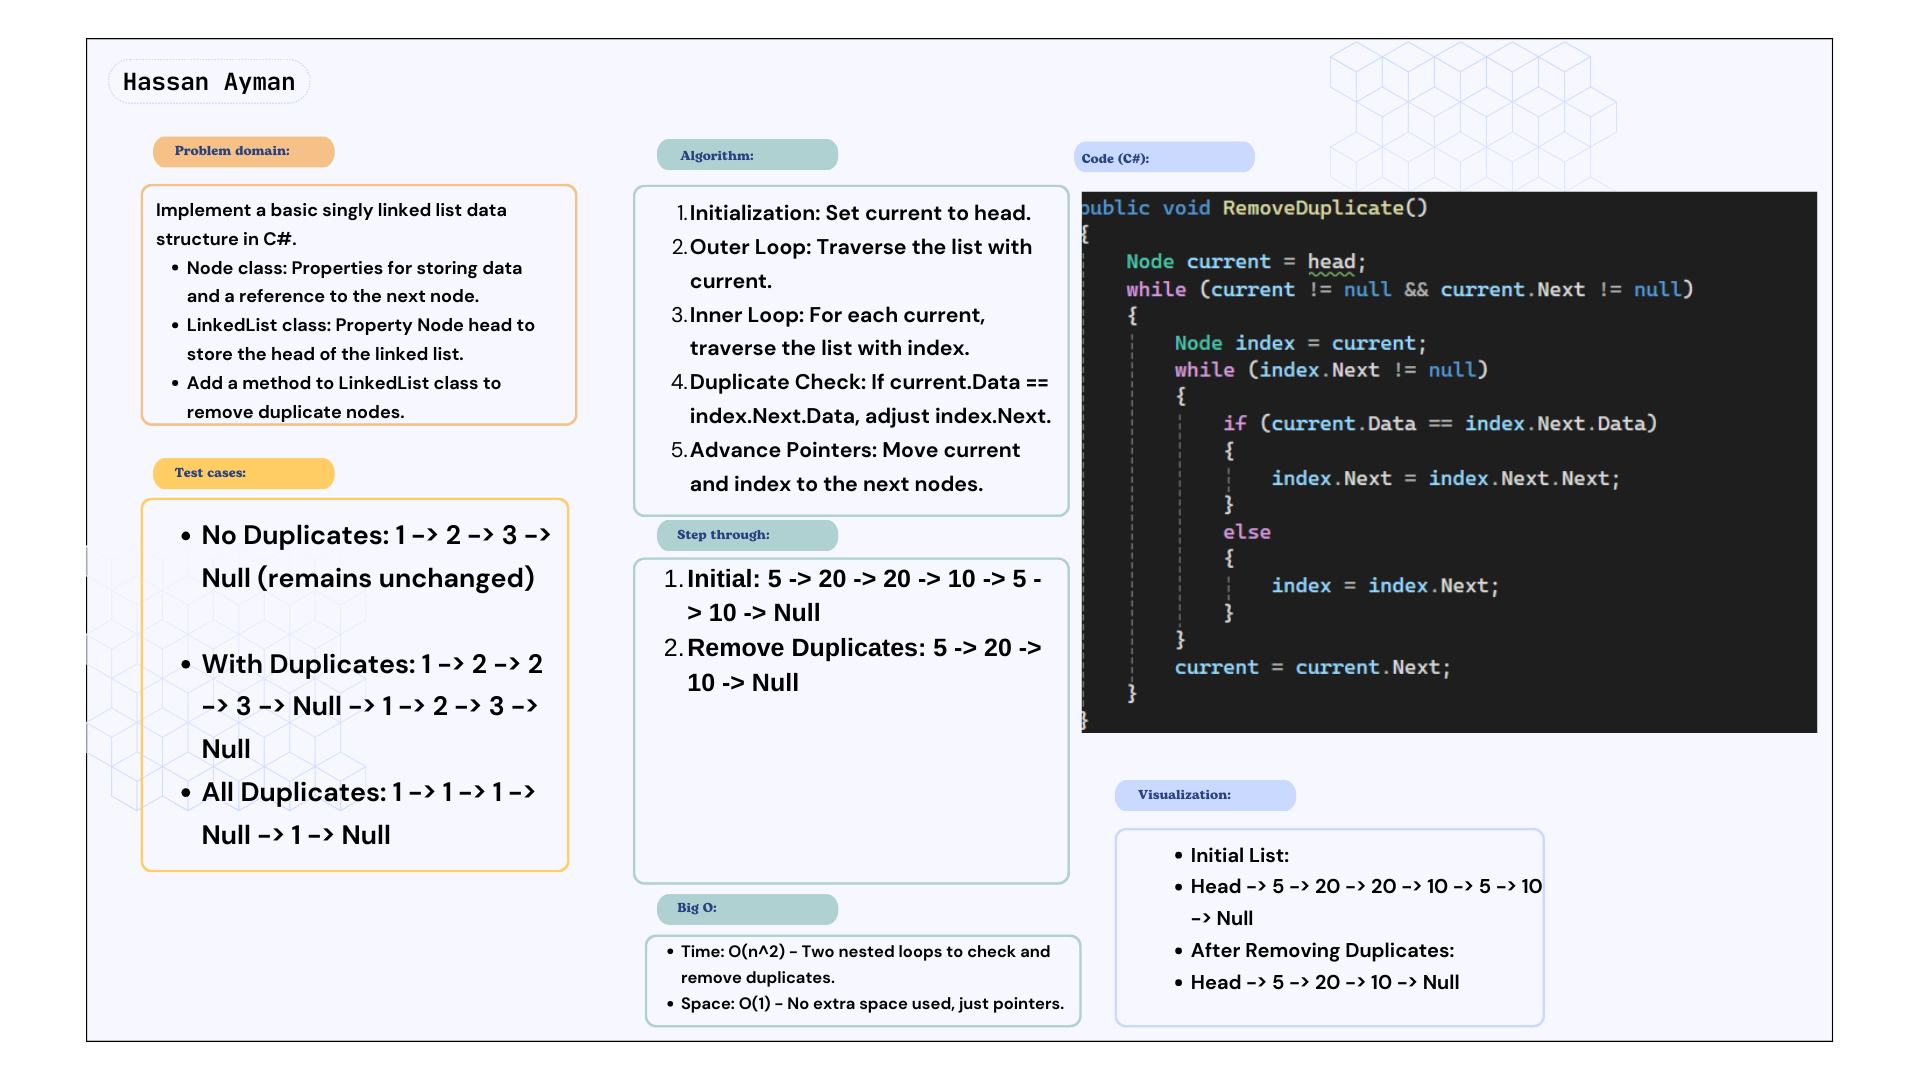 Hassan Ayman
Problem domain:
Implement a basic singly linked list data
structure in C#.
• Node class: Properties for storing data
and a reference to the next node.
• LinkedList class: Property Node head to
store the head of the linked list.
• Add a method to LinkedList class to
remove duplicate nodes.
Test cases:
• No Duplicates: 1 -> 2 -> 3 ->
Null (remains unchanged)
• With Duplicates: 1 -> 2 -> 2
-> 3 -> Null -> 1 -> 2 -> 3 ->
Null
• All Duplicates: 1 -> 1 -> 1 ->
Null -> 1 -> Null
Algorithm:
1. Initialization: Set current to head.
2. Outer Loop: Traverse the list with
current.
3. Inner Loop: For each current,
traverse the list with index.
4. Duplicate Check: If current.Data ==
index.Next.Data, adjust index.Next.
5. Advance Pointers: Move current
and index to the next nodes.
Step through:
1. Initial: 5 -> 20 -> 20 -> 10 -> 5 -
> 10 -> Null
2. Remove Duplicates: 5 -> 20 ->
10 -> Null
Big O:
• Time: O(n^2) - Two nested loops to check and
remove duplicates.
• Space: O(1) - No extra space used, just pointers.
Code (C#):
public void RemoveDuplicate()
{
Node current = head;
while (current != null && current.Next != null)
{
Node index = current;
while (index.Next != null)
{
if (current.Data == index.Next.Data)
{
index.Next = index.Next.Next;
}
else
{
index = index.Next;
}
}
current = current.Next;
}
}
Visualization:
• Initial List:
• Head -> 5 -> 20 -> 20 -> 10 -> 5 -> 10
-> Null
• After Removing Duplicates:
• Head -> 5 -> 20 -> 10 -> Null